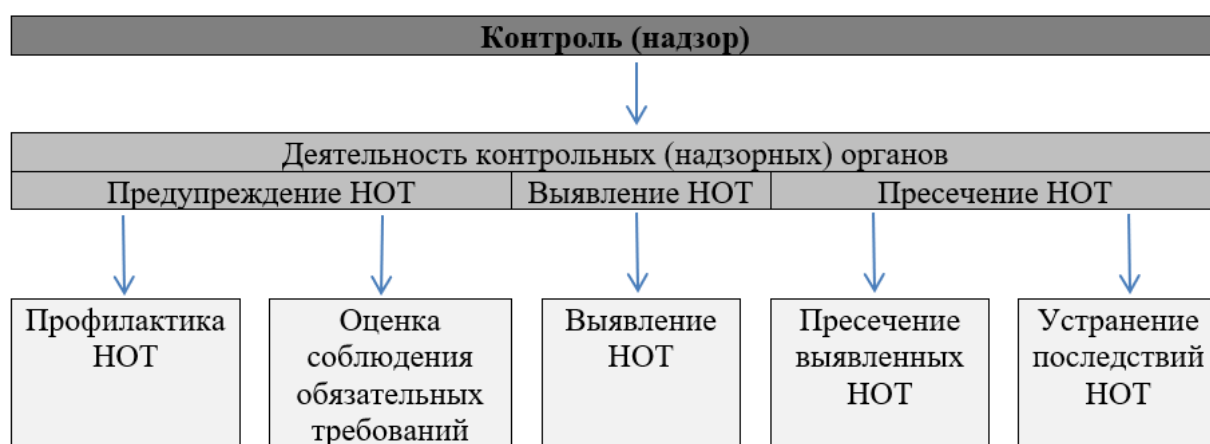 Контроль (надзор)
Деятельность контрольных (надзорных) органов
Предупреждение НОТ
Выявление НОТ
Пресечение НОТ
Профилактика
НОТ
Оценка
соблюдения
обязательных
требований
Выявление
НОТ
Пресечение
выявленных
НОТ
Устранение
последствий
НОТ